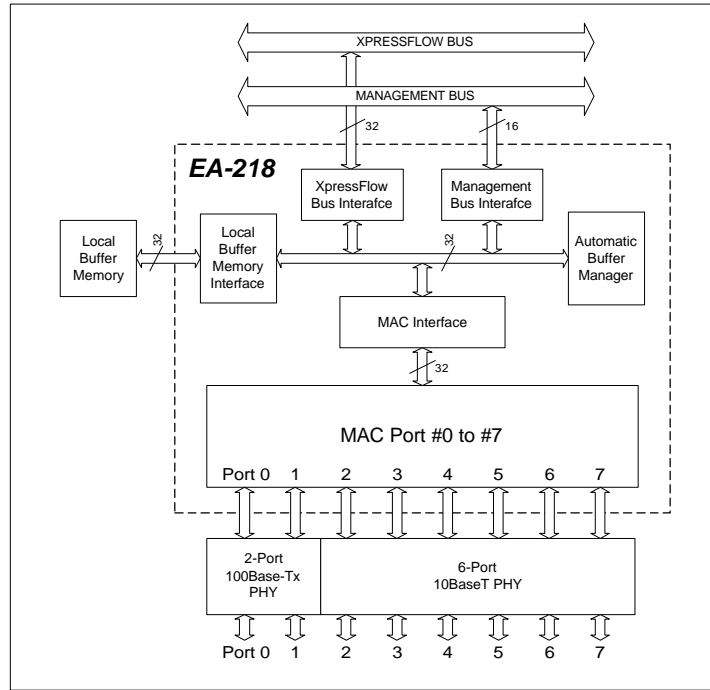 XPRESSFLOW BUS
MANAGEMENT BUS
32
16
EA-218
XpressFlow
Bus Interafce
Management
Bus Interafce
Local
Buffer
Memory
32
Local
Buffer
Memory
Interface
32
Automatic
Buffer
Manager
MAC Interface
32
MAC Port #0 to #7
Port 0 1 2 3 4 5 6 7
2-Port
100Base-Tx
PHY
6-Port
10BaseT PHY
Port 0 1 2 3 4 5 6 7